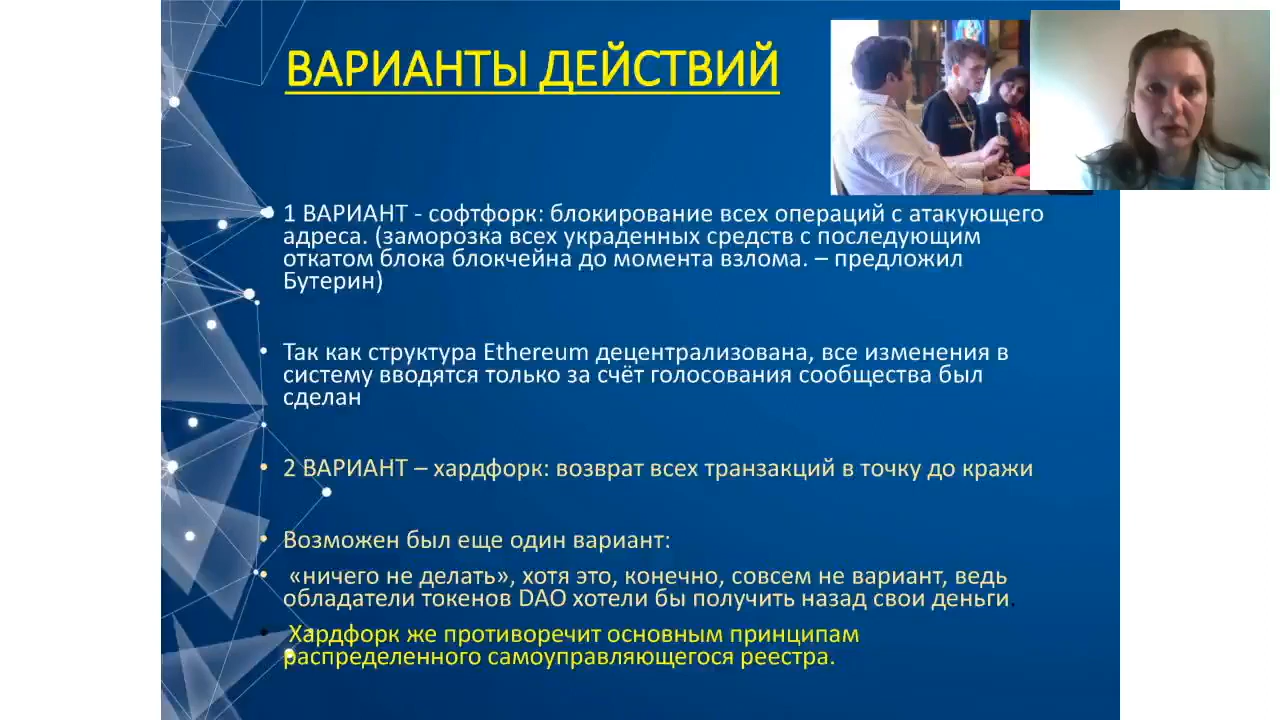 ВАРИАНТЫ ДЕЙСТВИЙ
• 1 ВАРИАНТ - софтфорк: блокирование всех операций с атакующего
адреса. (заморозка всех украденных средств с последующим
откатом блока блокчейна до момента взлома. – предложил
Бутерин)
• Так как структура Ethereum децентрализована, все изменения в
систему вводятся только за счёт голосования сообщества был
сделан
• 2 ВАРИАНТ – хардфорк: возврат всех транзакций в точку до кражи
• Возможен был еще один вариант:
• «ничего не делать», хотя это, конечно, совсем не вариант, ведь
обладатели токенов DAO хотели бы получить назад свои деньги.
• Хардфорк же противоречит основным принципам
распределенного самоуправляющегося реестра.